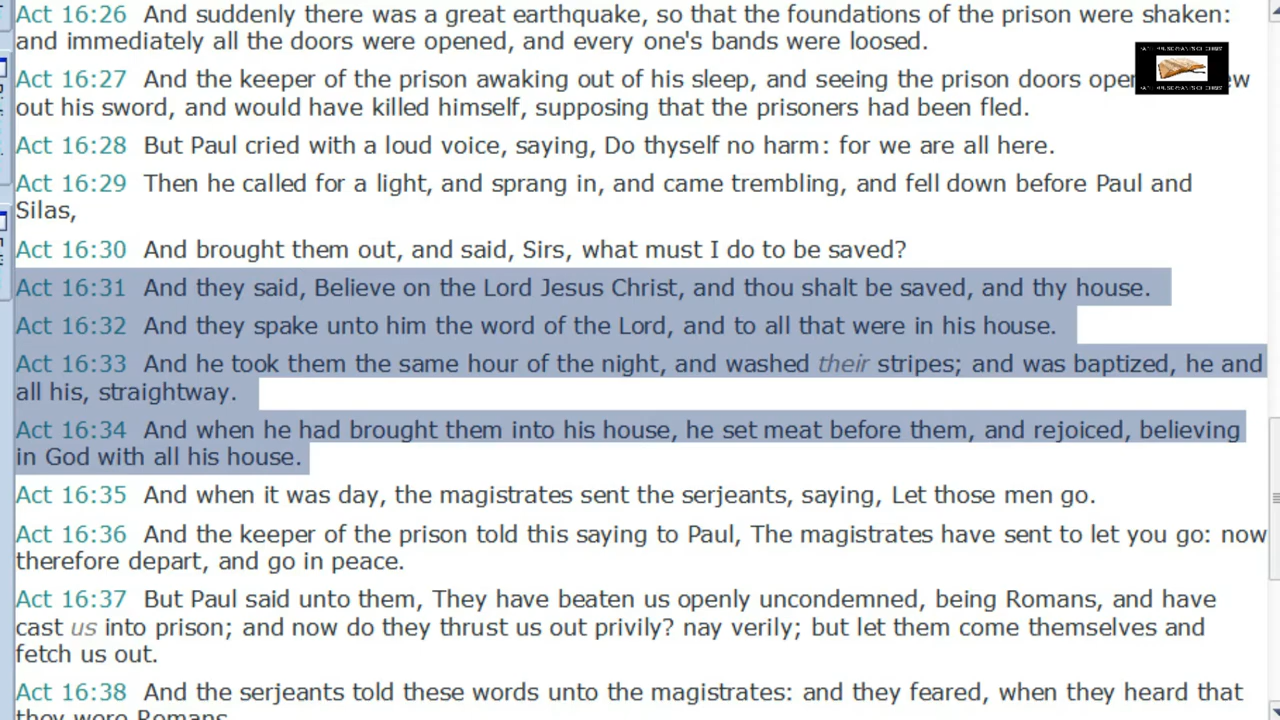 Act 16:26 And suddenly there was a great earthquake, so that the foundations of the prison were shaken:
and immediately all the doors were opened, and every one's bands were loosed.
Act 16:27 And the keeper of the prison awaking out of his sleep, and seeing the prison doors
out his sword, and would have killed himself, supposing that the prisoners had been fled.
Act 16:28 But Paul cried with a loud voice, saying, Do thyself no harm: for we are all here.
Act 16:29 Then he called for a light, and sprang in, and came trembling, and fell down before Paul and
Silas,
Act 16:30 And brought them out, and said, Sirs, what must I do to be saved?
Act 16:31 And they said, Believe on the Lord Jesus Christ, and thou shalt be saved, and thy house.
Act 16:32 And they spake unto him the word of the Lord, and to all that were in his house.
Act 16:33 And he took them the same hour of the night, and washed their stripes; and was baptized, he and
all his, straightway.
Act 16:34 And when he had brought them into his house, he set meat before them, and rejoiced, believing
in God with all his house.
Act 16:35 And when it was day, the magistrates sent the serjeants, saying, Let those men go.
Act 16:36 And the keeper of the prison told this saying to Paul, The magistrates have sent to let you go: now
therefore depart, and go in peace.
Act 16:37 But Paul said unto them, They have beaten us openly uncondemned, being Romans, and have
cast us into prison; and now do they thrust us out privily? nay verily; but let them come themselves and
fetch us out.
Act 16:38 And the serjeants told these words unto the magistrates: and they feared, when they heard that
they were Romans